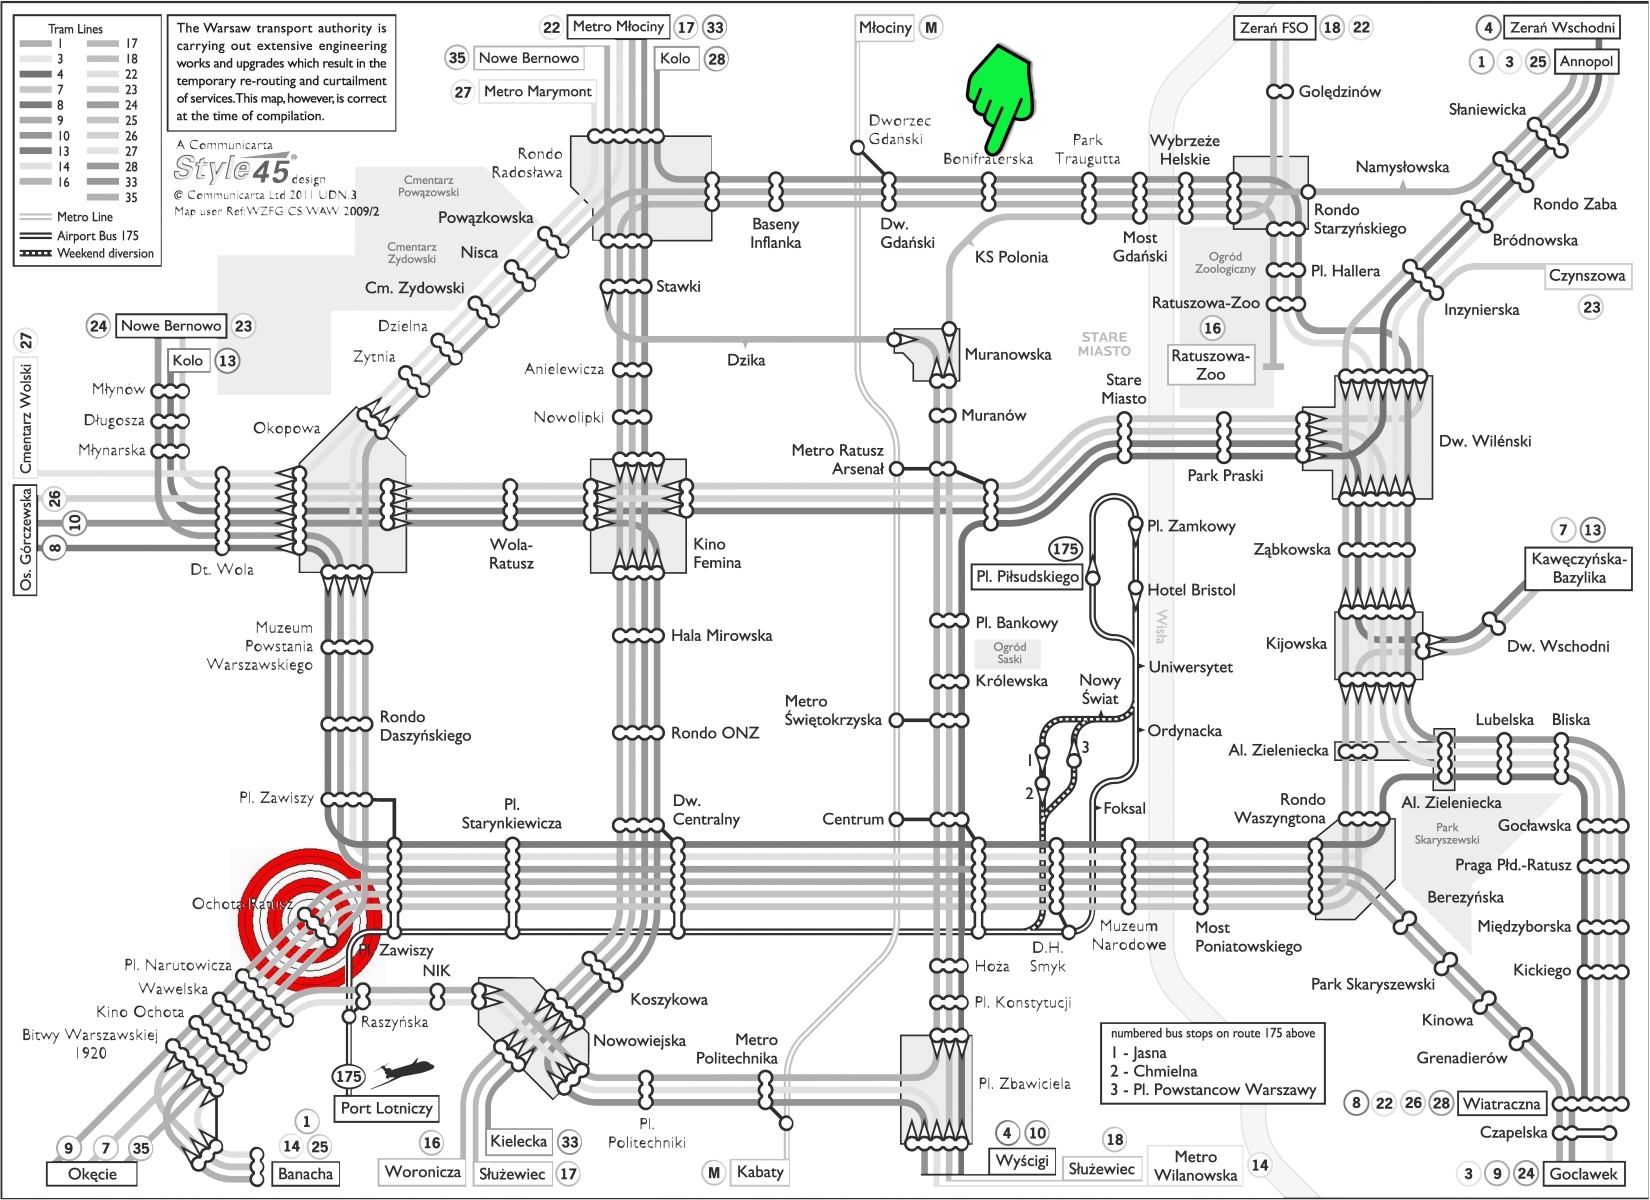 Tram Lines
1 17
3 18
4 22
7 23
8 24
9 25
10 26
13 27
14 28
16 33
35
Metro Line
Airport Bus 175
Weekend diversion
The Warsaw transport authority is
carrying out extensive engineering
works and upgrades which result in the
temporary re-routing and curtailment
of services. This map, however, is correct
at the time of compilation.
A Communicarta
Style45 design
© Communicarta Ltd 2011 UDN.3
Map user Ref:WZFG/CS/WAW/2009/2
22 Metro Młociny 17 33
35 Nowe Bernowo
Kolo 28
27 Metro Marymont
Młociny M
Zerań FSO 18 22
4 Zerań Wschodni
1 3 25 Annopol
Golędzinów
Słaniewicka
Dworzec
Gdański
Bonifraterska
Park
Traugutta
Wybrzeże
Helskie
Rondo
Radosława
Namysłowska
Rondo Zaba
Cmentarz
Powązowski
Powązkowska
Baseny
Inflanka
Dw.
Gdański
Most
Gdański
Rondo
Starzyńskiego
Bródnowska
Cmentarz
Zydowski
Nisca
KS Polonia
Ogród
Zoologiczny
Pl. Hallera
Czynszowa
23
Cm. Zydowski
Stawki
Ratuszowa-Zoo
Inzynierska
24 Nowe Bernowo 23
Dzielna
16
Ratuszowa-
Zoo
27
Cmentarz Wolski
Kolo 13
Zytnia
Dzika
Muranowska
STARE
MIASTO
Młynów
Anielewicza
Stare
Miasto
Długosza
Okopowa
Nowolipki
Muranów
Młynarska
Metro Ratusz
Arsenał
Dw. Wilénski
Park Praski
Os. Górczewska
26
10
8
Dt. Wola
Wola-
Ratusz
Kino
Femina
Pl. Zamkowy
175
Pl. Piłsudskiego
Hotel Bristol
Ząbkowska
7 13
Kawęczyńska-
Bazylika
Muzeum
Powstania
Warszawskiego
Hala Mirowska
Pl. Bankowy
Ogród
Saski
Wisła
Uniwersytet
Kijowska
Dw. Wschodni
Królewska
Nowy
Świat
Metro
Świętokrzyska
Rondo
Daszyńskiego
Rondo ONZ
Ordynacka
1
3
2
Al. Zieleniecka
Lubelska
Bliska
Pl. Zawiszy
Pl.
Starynkiewicza
Dw.
Centralny
Centrum
Foksal
Rondo
Waszyngtona
Al. Zieleniecka
Park
Skaryszewski
Gocławska
Praga Płd.-Ratusz
Berezyńska
Ochota-Ratusz
Pl. Zawiszy
D.H.
Smyk
Muzeum
Narodowe
Most
Poniatowskiego
Międzyborska
Pl. Narutowicza
NIK
Hoża
Kickiego
Wawelska
Koszykowa
Park Skaryszewski
Kino Ochota
Raszyńska
Pl. Konstytucji
Kinowa
Bitwy Warszawskiej
1920
Nowowiejska
Metro
Politechnika
numbered bus stops on route 175 above
1 - Jasna
2 - Chmielna
3 - Pl. Powstancow Warszawy
Grenadierów
175
Port Lotniczy
Pl. Zbawiciela
8 22 26 28 Wiatraczna
Czapelska
9 7 35
Okęcie
1
14 25
Banacha
16
Woronicza
Kielecka 33
Służewiec 17
Pl.
Politechniki
M Kabaty
4 10
Wyścigi
18
Służewiec
Metro
Wilanowska 14
3 9 24 Goclawek